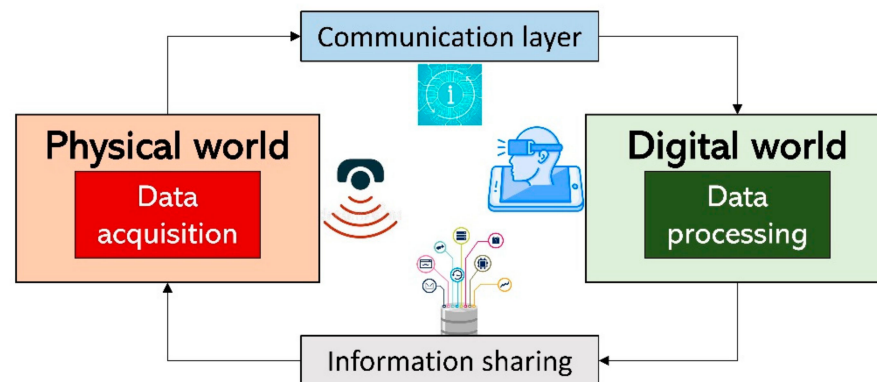 Communication layer
i
Physical world
Data
acquisition
Digital world
Data
processing
Information sharing